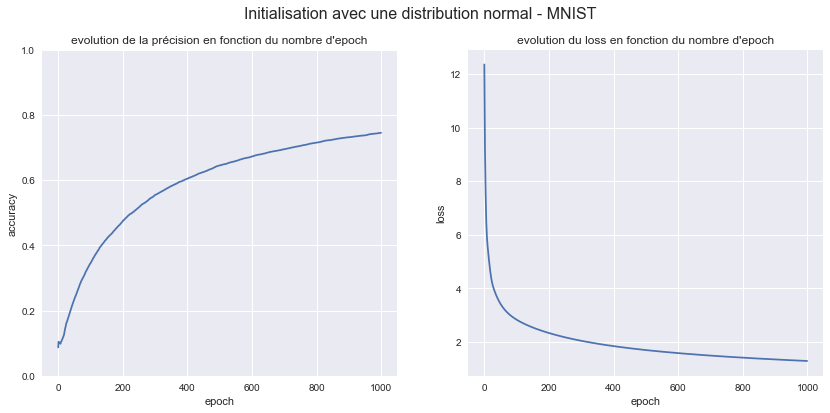 Initialisation avec une distribution normal - MNIST
evolution de la précision en fonction du nombre d'epoch
1.0
0.8
0.6
0.4
0.2
0.0
accuracy
0 200 400 600 800 1000
epoch
evolution du loss en fonction du nombre d'epoch
12
10
8
6
4
2
loss
0 200 400 600 800 1000
epoch